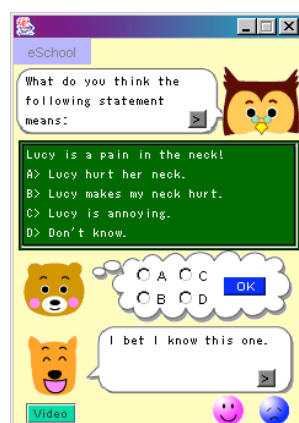 eSchool
What do you think the
following statement
means:
>
Lucy is a pain in the neck!
A> Lucy hurt her neck.
B> Lucy makes my neck hurt.
C> Lucy is annoying.
D> Don't know.
A C
B D
OK
I bet I know this one.
>
Video